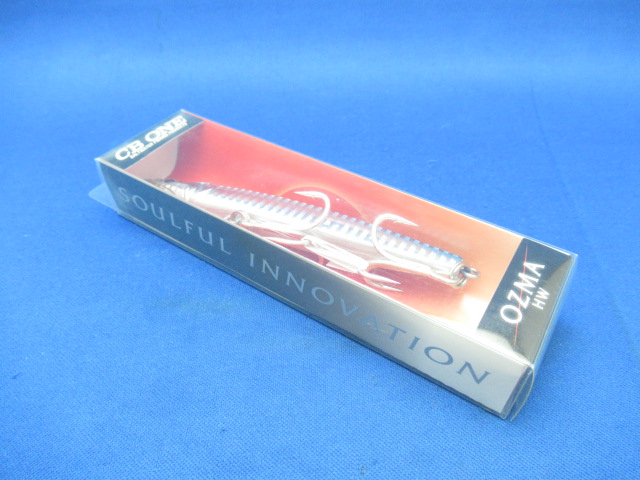 CB ONE
OZMA
HW
SOULFUL INNOVATION